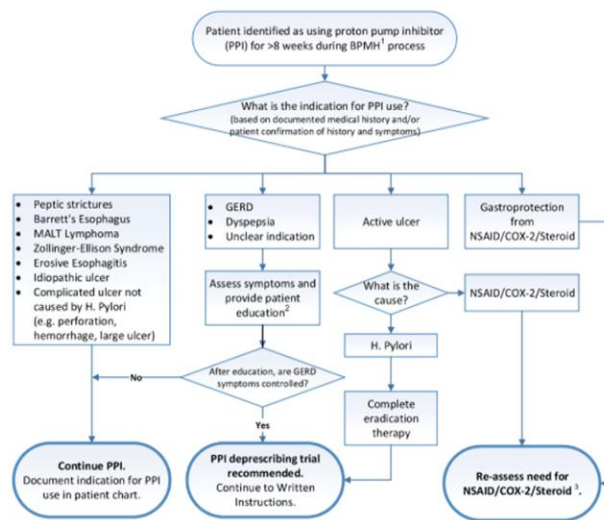 Patient identified as using proton pump inhibitor
(PPI) for >8 weeks during BPMH¹ process
What is the indication for PPI use?
(based on documented medical history and/or
patient confirmation of history and symptoms)
• Peptic strictures
• Barrett's Esophagus
• MALT Lymphoma
• Zollinger-Ellison Syndrome
• Erosive Esophagitis
• Idiopathic ulcer
• Complicated ulcer not
caused by H. Pylori
(e.g. perforation,
hemorrhage, large ulcer)
• GERD
• Dyspepsia
• Unclear indication
Active ulcer
Gastroprotection
from
NSAID/COX-2/Steroid
Assess symptoms and
provide patient
education²
What is the
cause?
NSAID/COX-2/Steroid
H. Pylori
After education, are GERD
symptoms controlled?
No
Yes
Complete
eradication
therapy
Continue PPI.
Document indication for PPI
use in patient chart.
PPI deprescribing trial
recommended.
Continue to Written
Instructions.
Re-assess need for
NSAID/COX-2/Steroid ³.